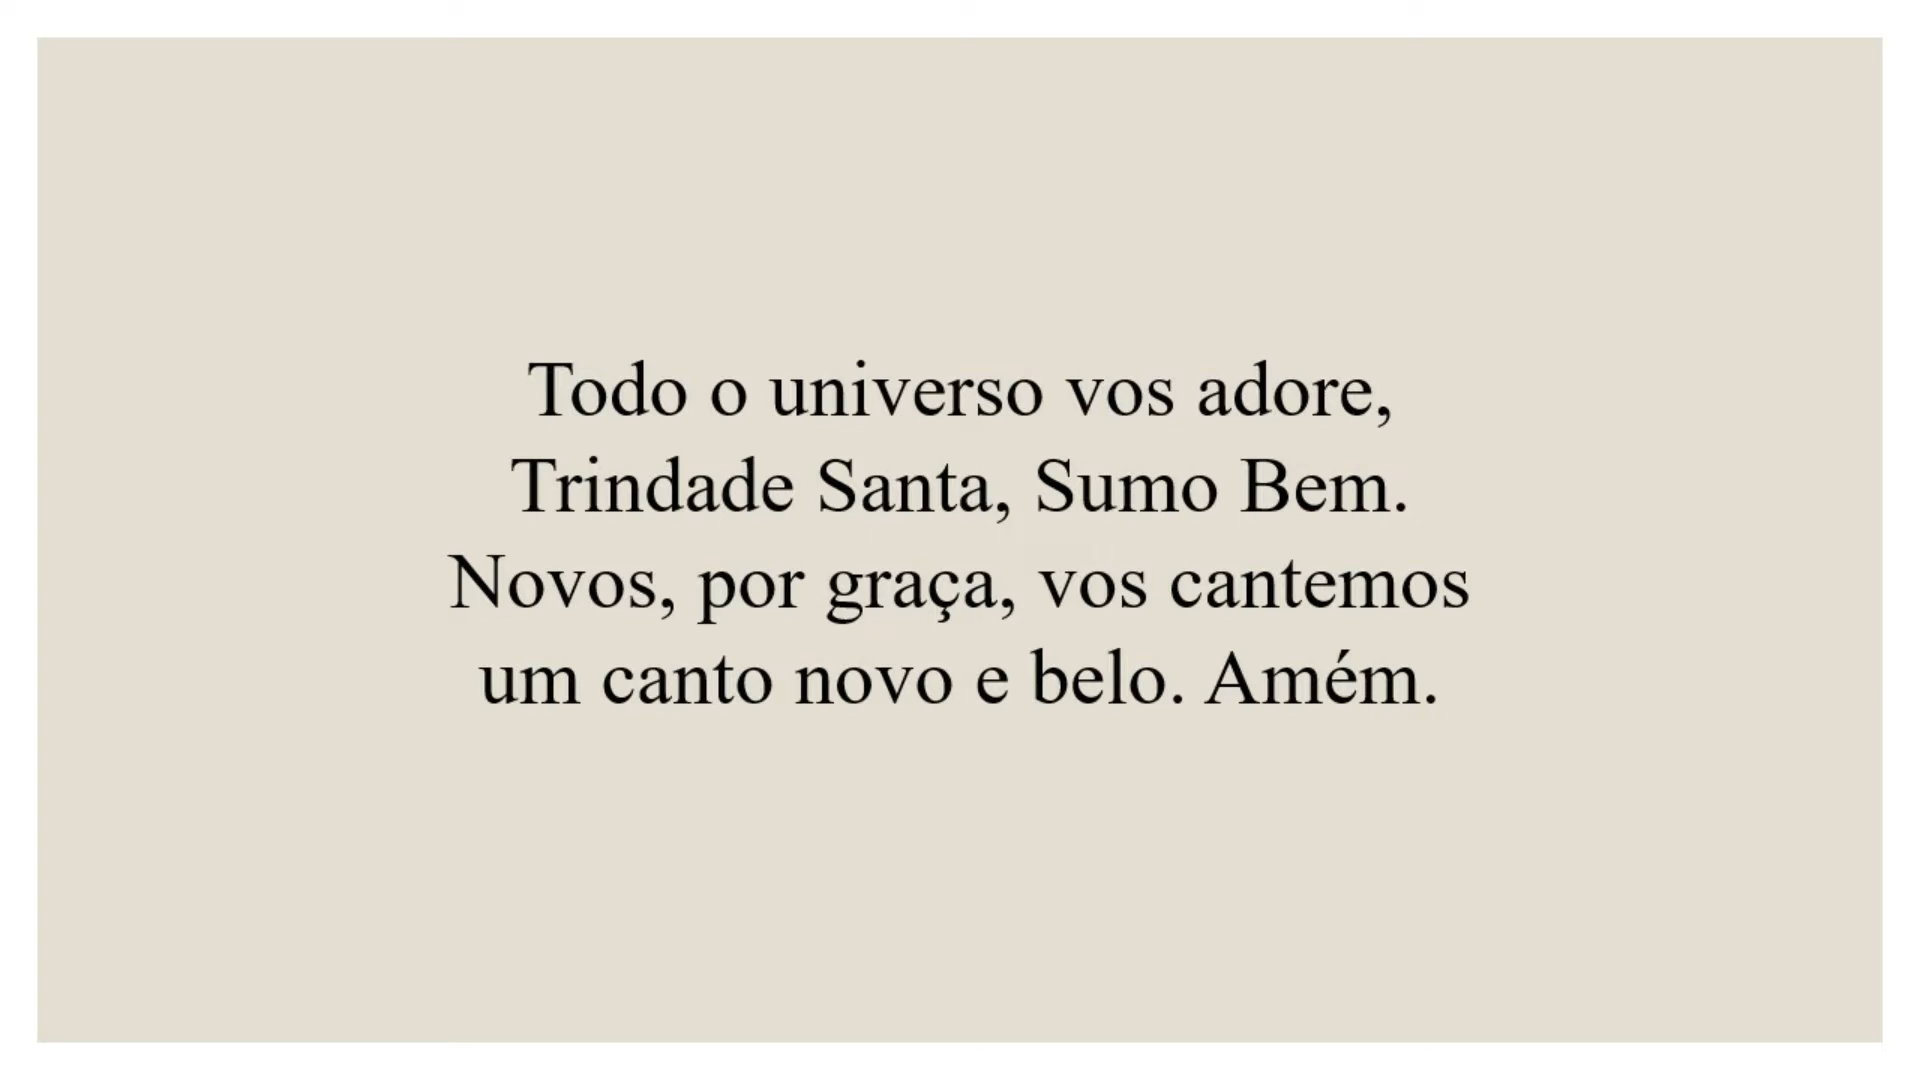 Todo o universo vos adore,
Trindade Santa, Sumo Bem.
Novos, por graça, vos cantemos
um canto novo e belo. Amém.